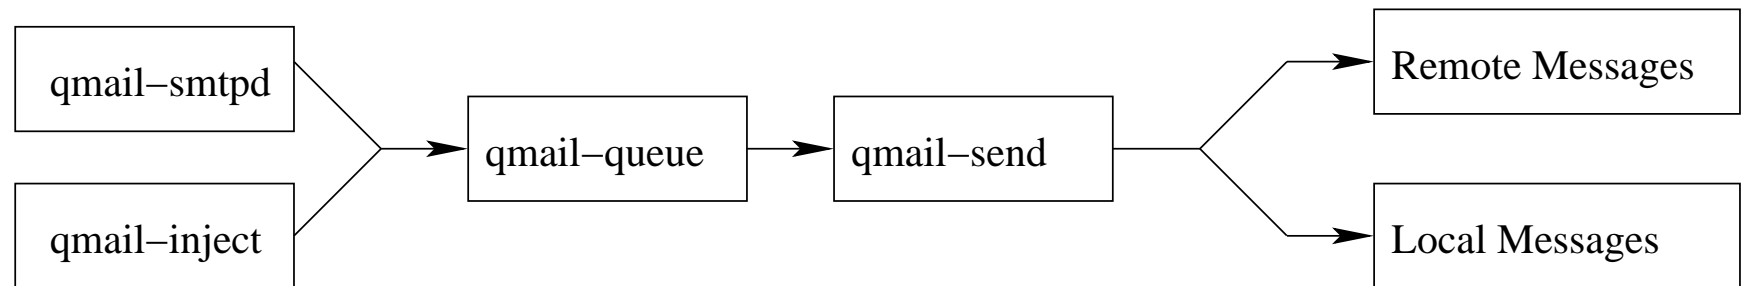 qmail−smtpd
qmail−inject
qmail−queue
qmail−send
Remote Messages
Local Messages